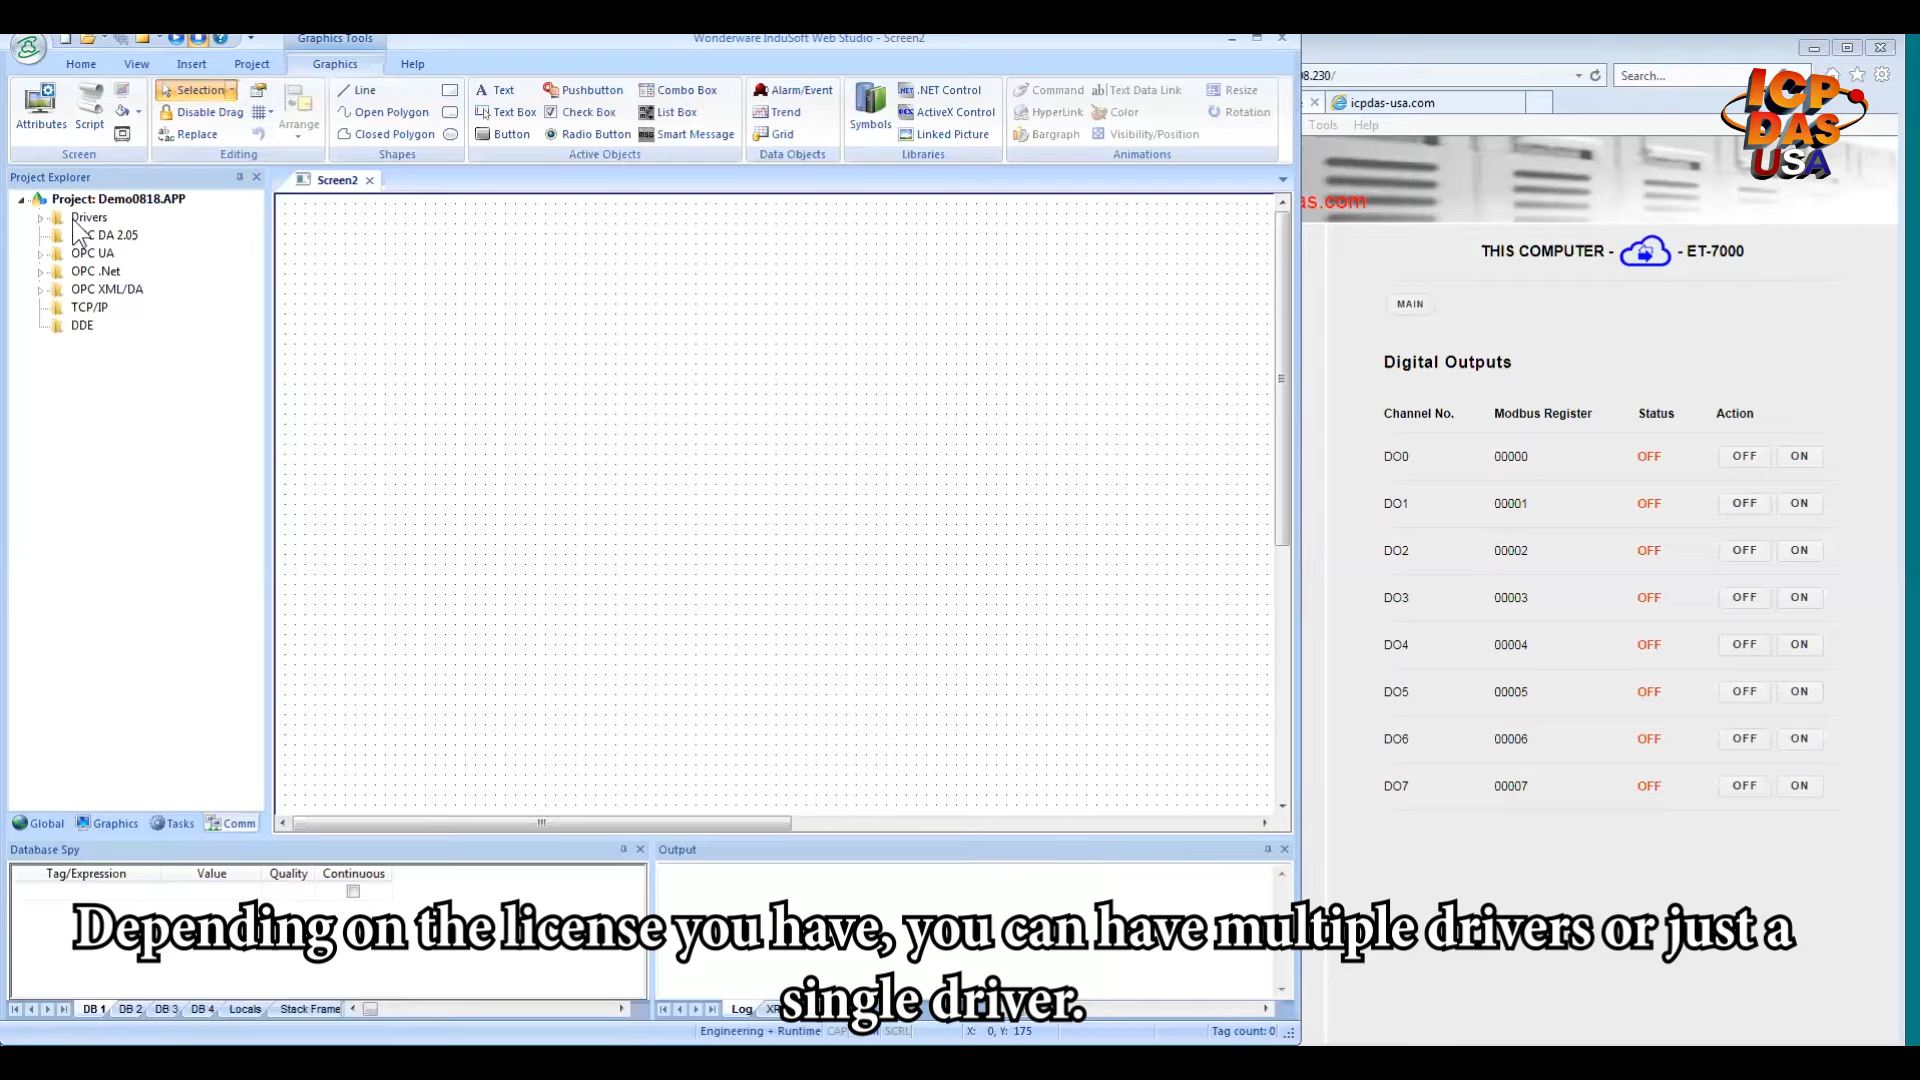 Graphics Tools
Wonderware InduSoft Web Studio - Screen2
Home View Insert Project Graphics Help
Attributes Script
Screen
Selection
Disable Drag
Replace
Arrange
Editing
Line
Open Polygon
Closed Polygon
Shapes
Text Pushbutton Combo Box
Text Box Check Box List Box
Button Radio Button Smart Message
Active Objects
Alarm/Event
Trend
Grid
Data Objects
Symbols
.NET Control
ActiveX Control
Linked Picture
Libraries
Command Text Data Link Resize
HyperLink Color Rotation
Bargraph Visibility/Position
Animations
Project Explorer
Project: Demo0818.APP
Drivers
C DA 2.05
OPC UA
OPC .Net
OPC XML/DA
TCP/IP
DDE
Global Graphics Tasks Comm
Screen2
Database Spy
Tag/Expression Value Quality Continuous
DB 1 DB 2 DB 3 DB 4 Locals Stack Frame
Output
Log
Engineering + Runtime CAP SCRL X: 0, Y: 175 Tag count: 0
8.230/
Search...
icpdas-usa.com
Tools Help
ICP
DAS
USA
as.com
THIS COMPUTER - - ET-7000
MAIN
Digital Outputs
Channel No. Modbus Register Status Action
DO0 00000 OFF OFF ON
DO1 00001 OFF OFF ON
DO2 00002 OFF OFF ON
DO3 00003 OFF OFF ON
DO4 00004 OFF OFF ON
DO5 00005 OFF OFF ON
DO6 00006 OFF OFF ON
DO7 00007 OFF OFF ON
Depending on the license you have, you can have multiple drivers or just a
single driver.